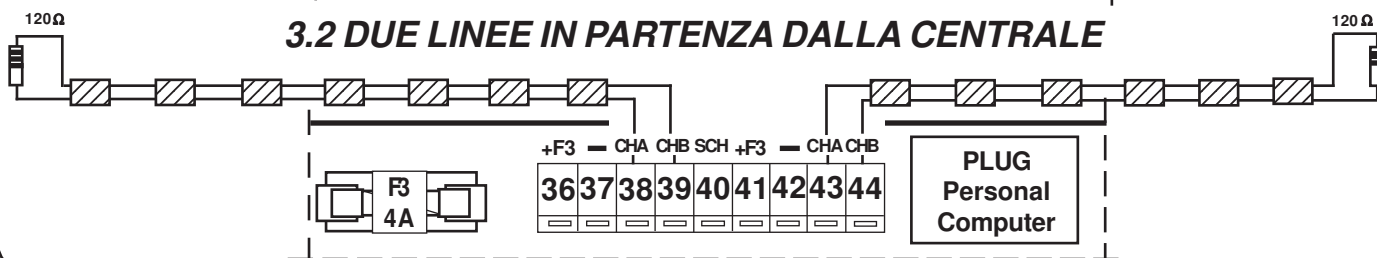 120Ω
120Ω
3.2 DUE LINEE IN PARTENZA DALLA CENTRALE
+F3 – CHA CHB SCH +F3 – CHA CHB
36 37 38 39 40 41 42 43 44
F3
4A
PLUG
Personal
Computer